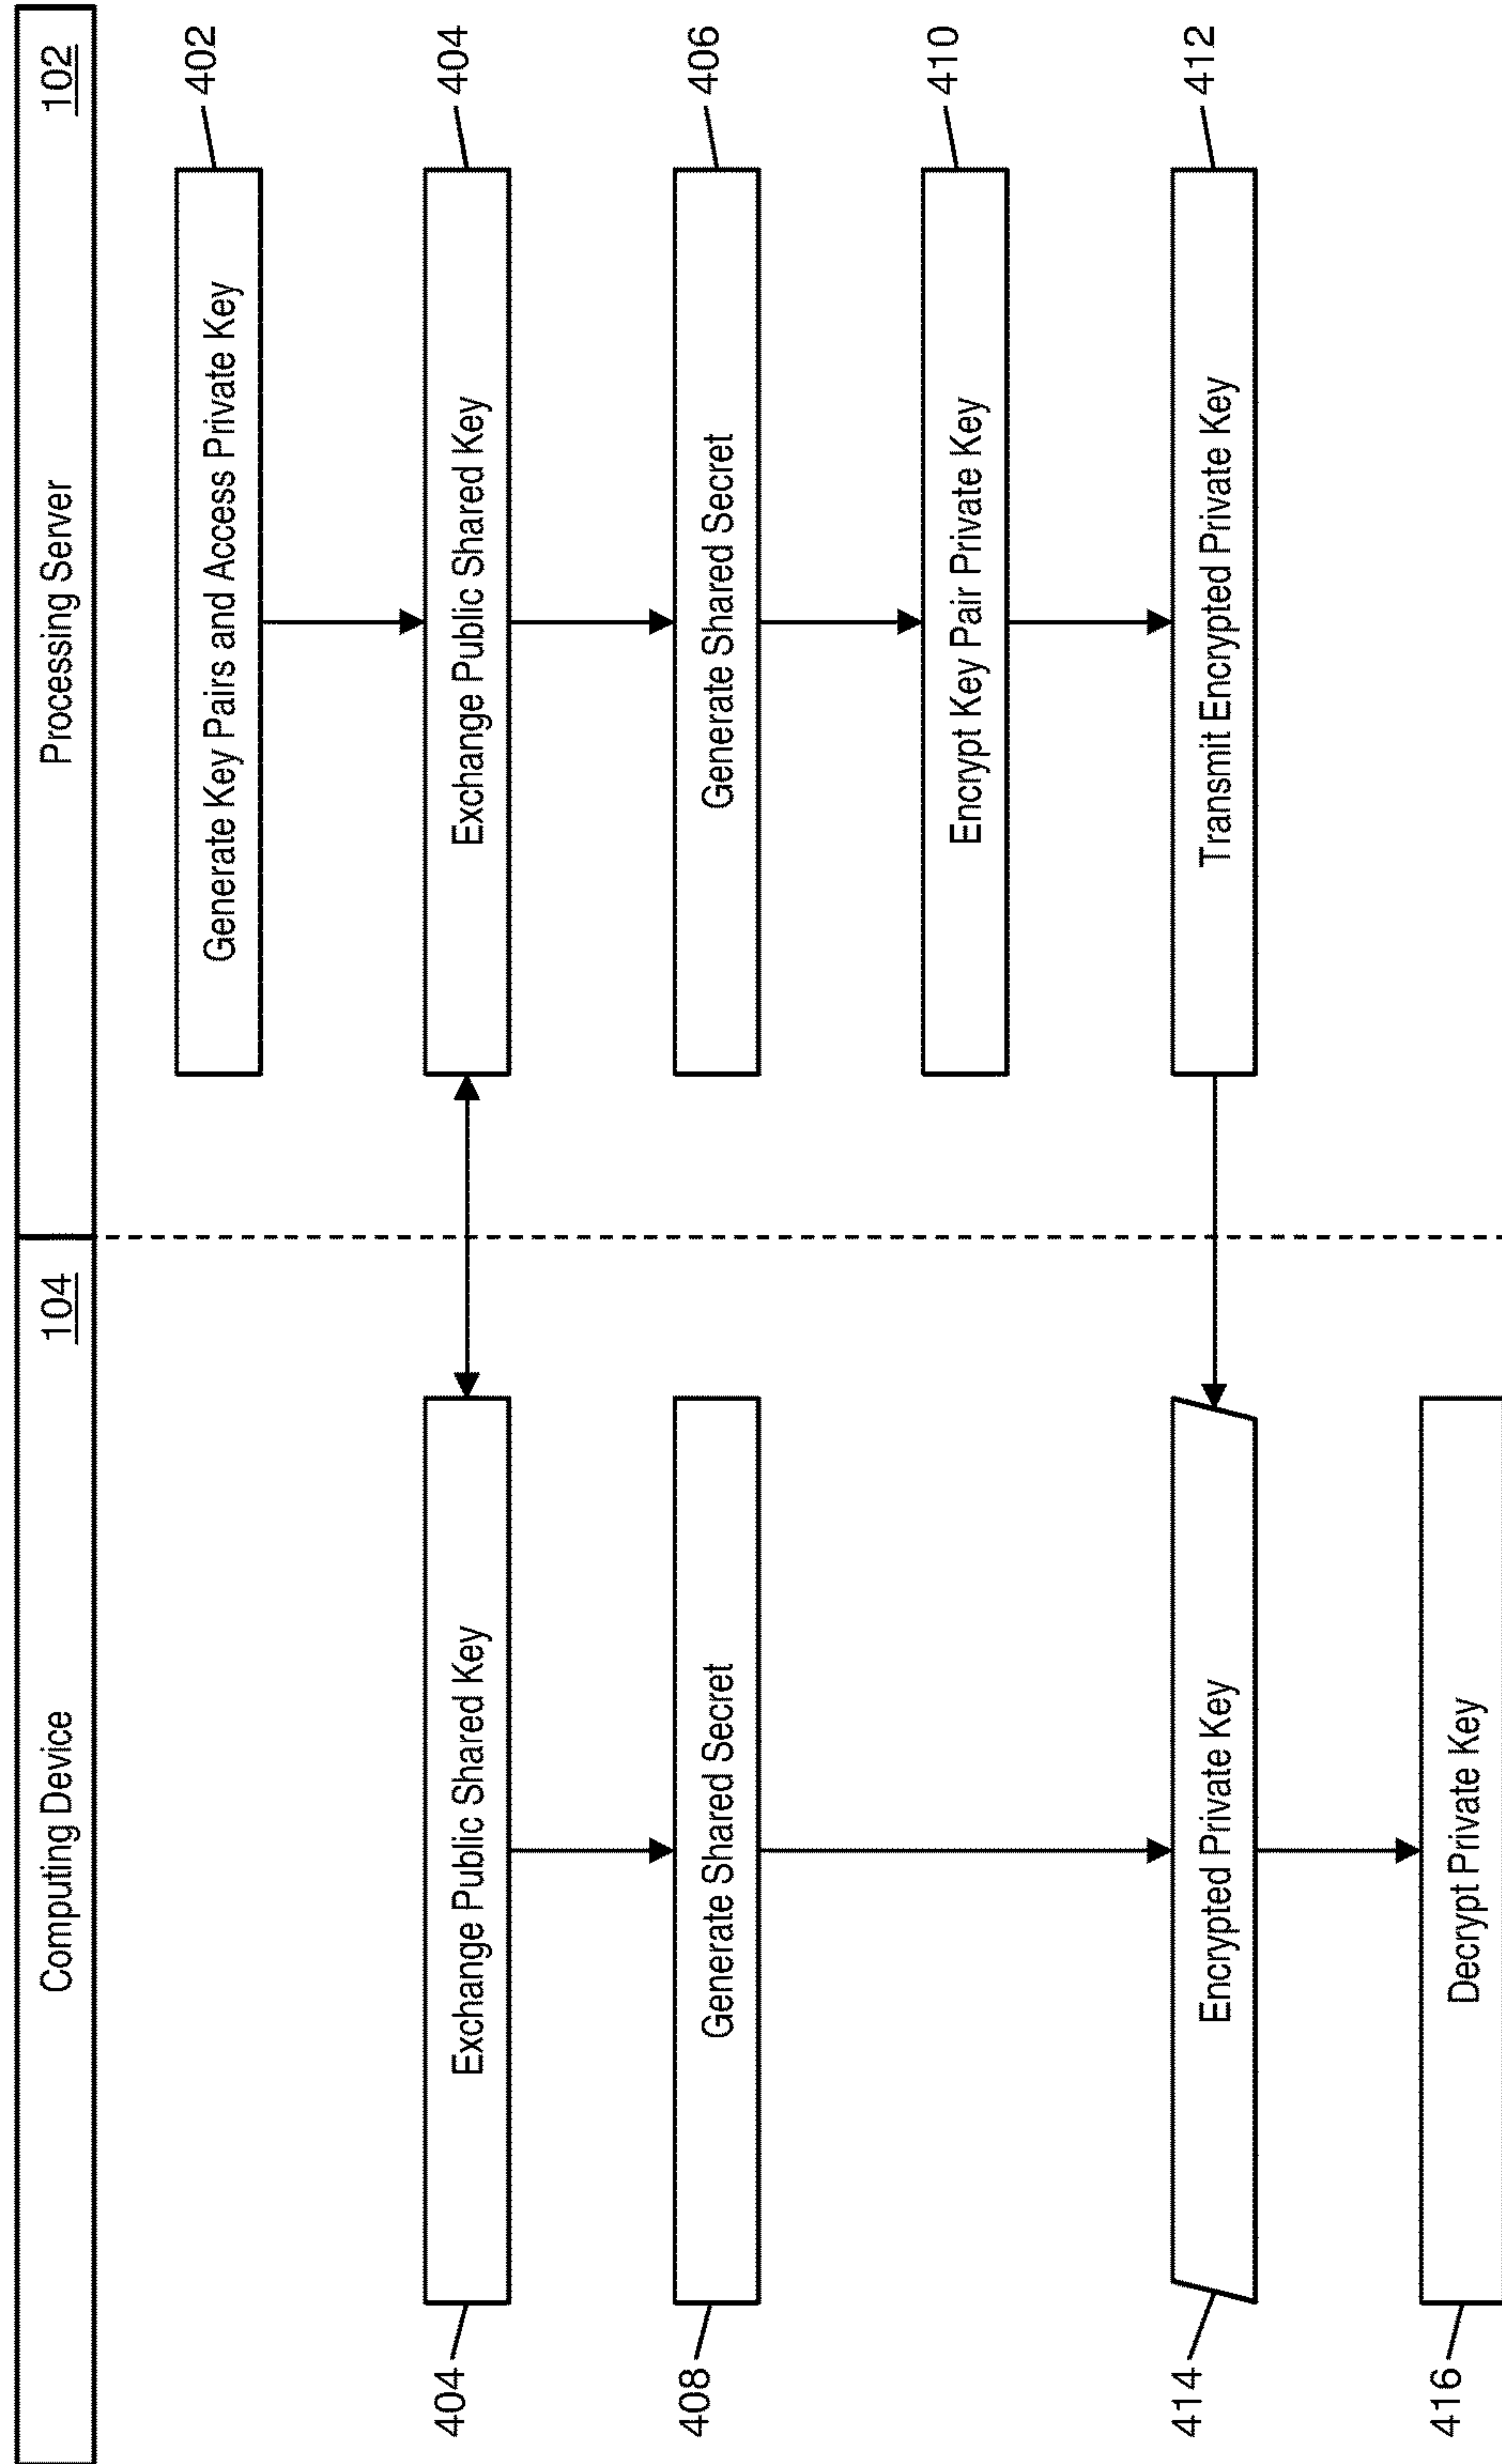 Computing Device
104
Processing Server
102
Generate Key Pairs and Access Private Key
402
404
Exchange Public Shared Key
Exchange Public Shared Key
404
408
Generate Shared Secret
Generate Shared Secret
406
Encrypt Key Pair Private Key
410
414
Encrypted Private Key
Transmit Encrypted Private Key
412
416
Decrypt Private Key